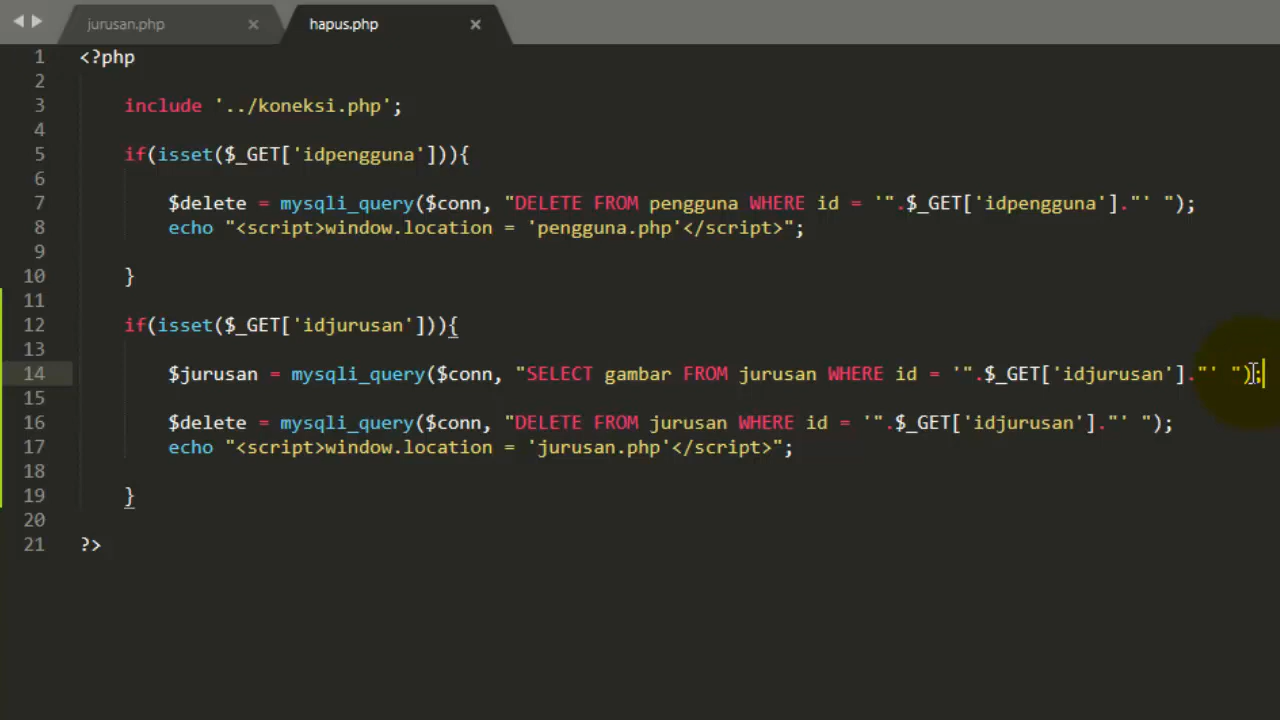 jurusan.php
hapus.php
1 <?php
2
3 include '../koneksi.php';
4
5 if(isset($_GET['idpengguna'])){
6
7 $delete = mysqli_query($conn, "DELETE FROM pengguna WHERE id = '".$_GET['idpengguna']."' ");
8 echo "<script>window.location = 'pengguna.php'</script>";
9
10 }
11
12 if(isset($_GET['idjurusan'])){
13
14 $jurusan = mysqli_query($conn, "SELECT gambar FROM jurusan WHERE id = '".$_GET['idjurusan']."' ");
15
16 $delete = mysqli_query($conn, "DELETE FROM jurusan WHERE id = '".$_GET['idjurusan']."' ");
17 echo "<script>window.location = 'jurusan.php'</script>";
18
19 }
20
21 ?>